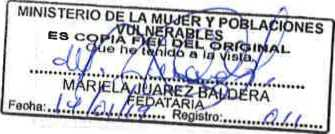 MINISTERIO DE LA MUJER Y POBLACIONES
VULNERABLES
ES COPIA FIEL DEL ORIGINAL
Que he tenido a la vista
MARIELA JUAREZ BALDERA
FEDATARIA
Fecha: Registro: 011